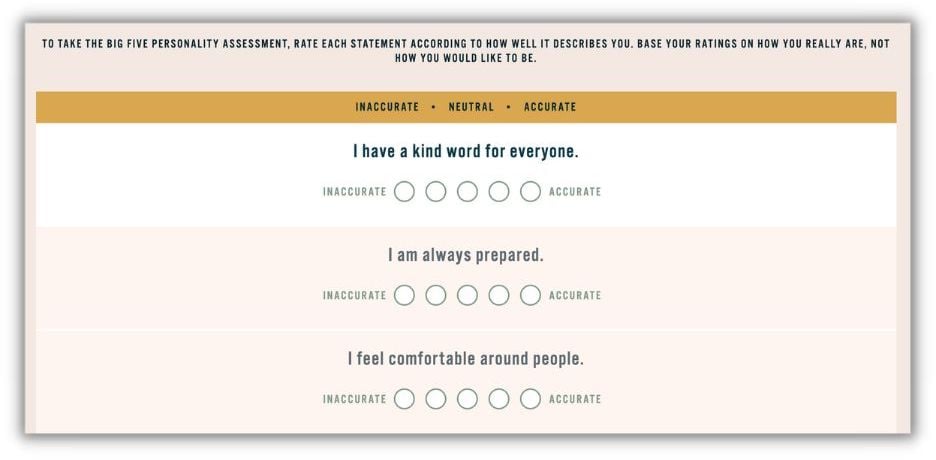 TO TAKE THE BIG FIVE PERSONALITY ASSESSMENT, RATE EACH STATEMENT ACCORDING TO HOW WELL IT DESCRIBES YOU. BASE YOUR RATINGS ON HOW YOU REALLY ARE, NOT
HOW YOU WOULD LIKE TO BE.
INACCURATE • NEUTRAL • ACCURATE
I have a kind word for everyone.
INACCURATE ACCURATE
I am always prepared.
INACCURATE ACCURATE
I feel comfortable around people.
INACCURATE ACCURATE